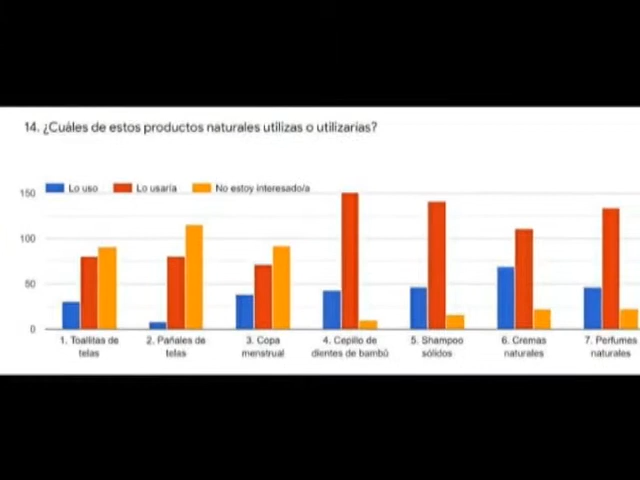 14. ¿Cuáles de estos productos naturales utilizas o utilizarías?
Lo uso Lo usaría No estoy interesado/a
150
100
50
0
1. Toallitas de
telas
2. Pañales de
telas
3. Copa
menstrual
4. Cepillo de
dientes de bambú
5. Shampoo
sólidos
6. Cremas
naturales
7. Perfumes
naturales